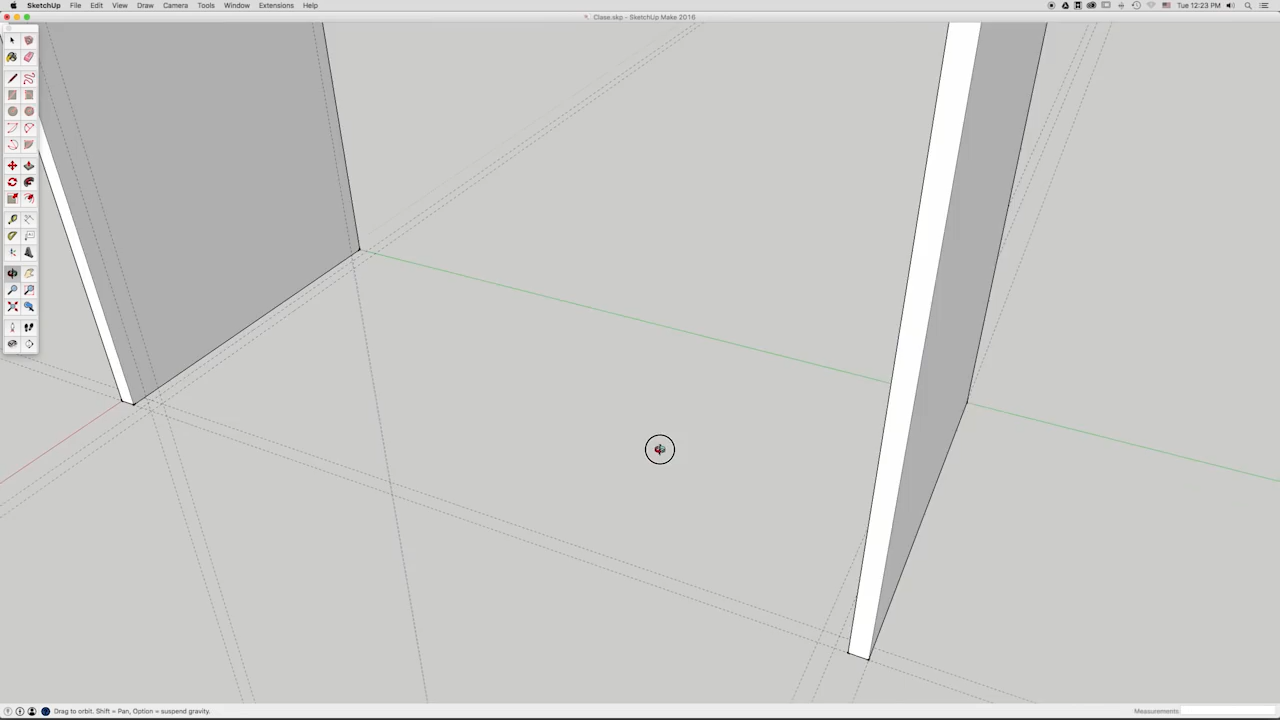 SketchUp File Edit View Draw Camera Tools Window Extensions Help Tue 12:23 PM
Clase.skp - SketchUp Make 2016
Drag to orbit. Shift = Pan, Option = suspend gravity. Measurements: